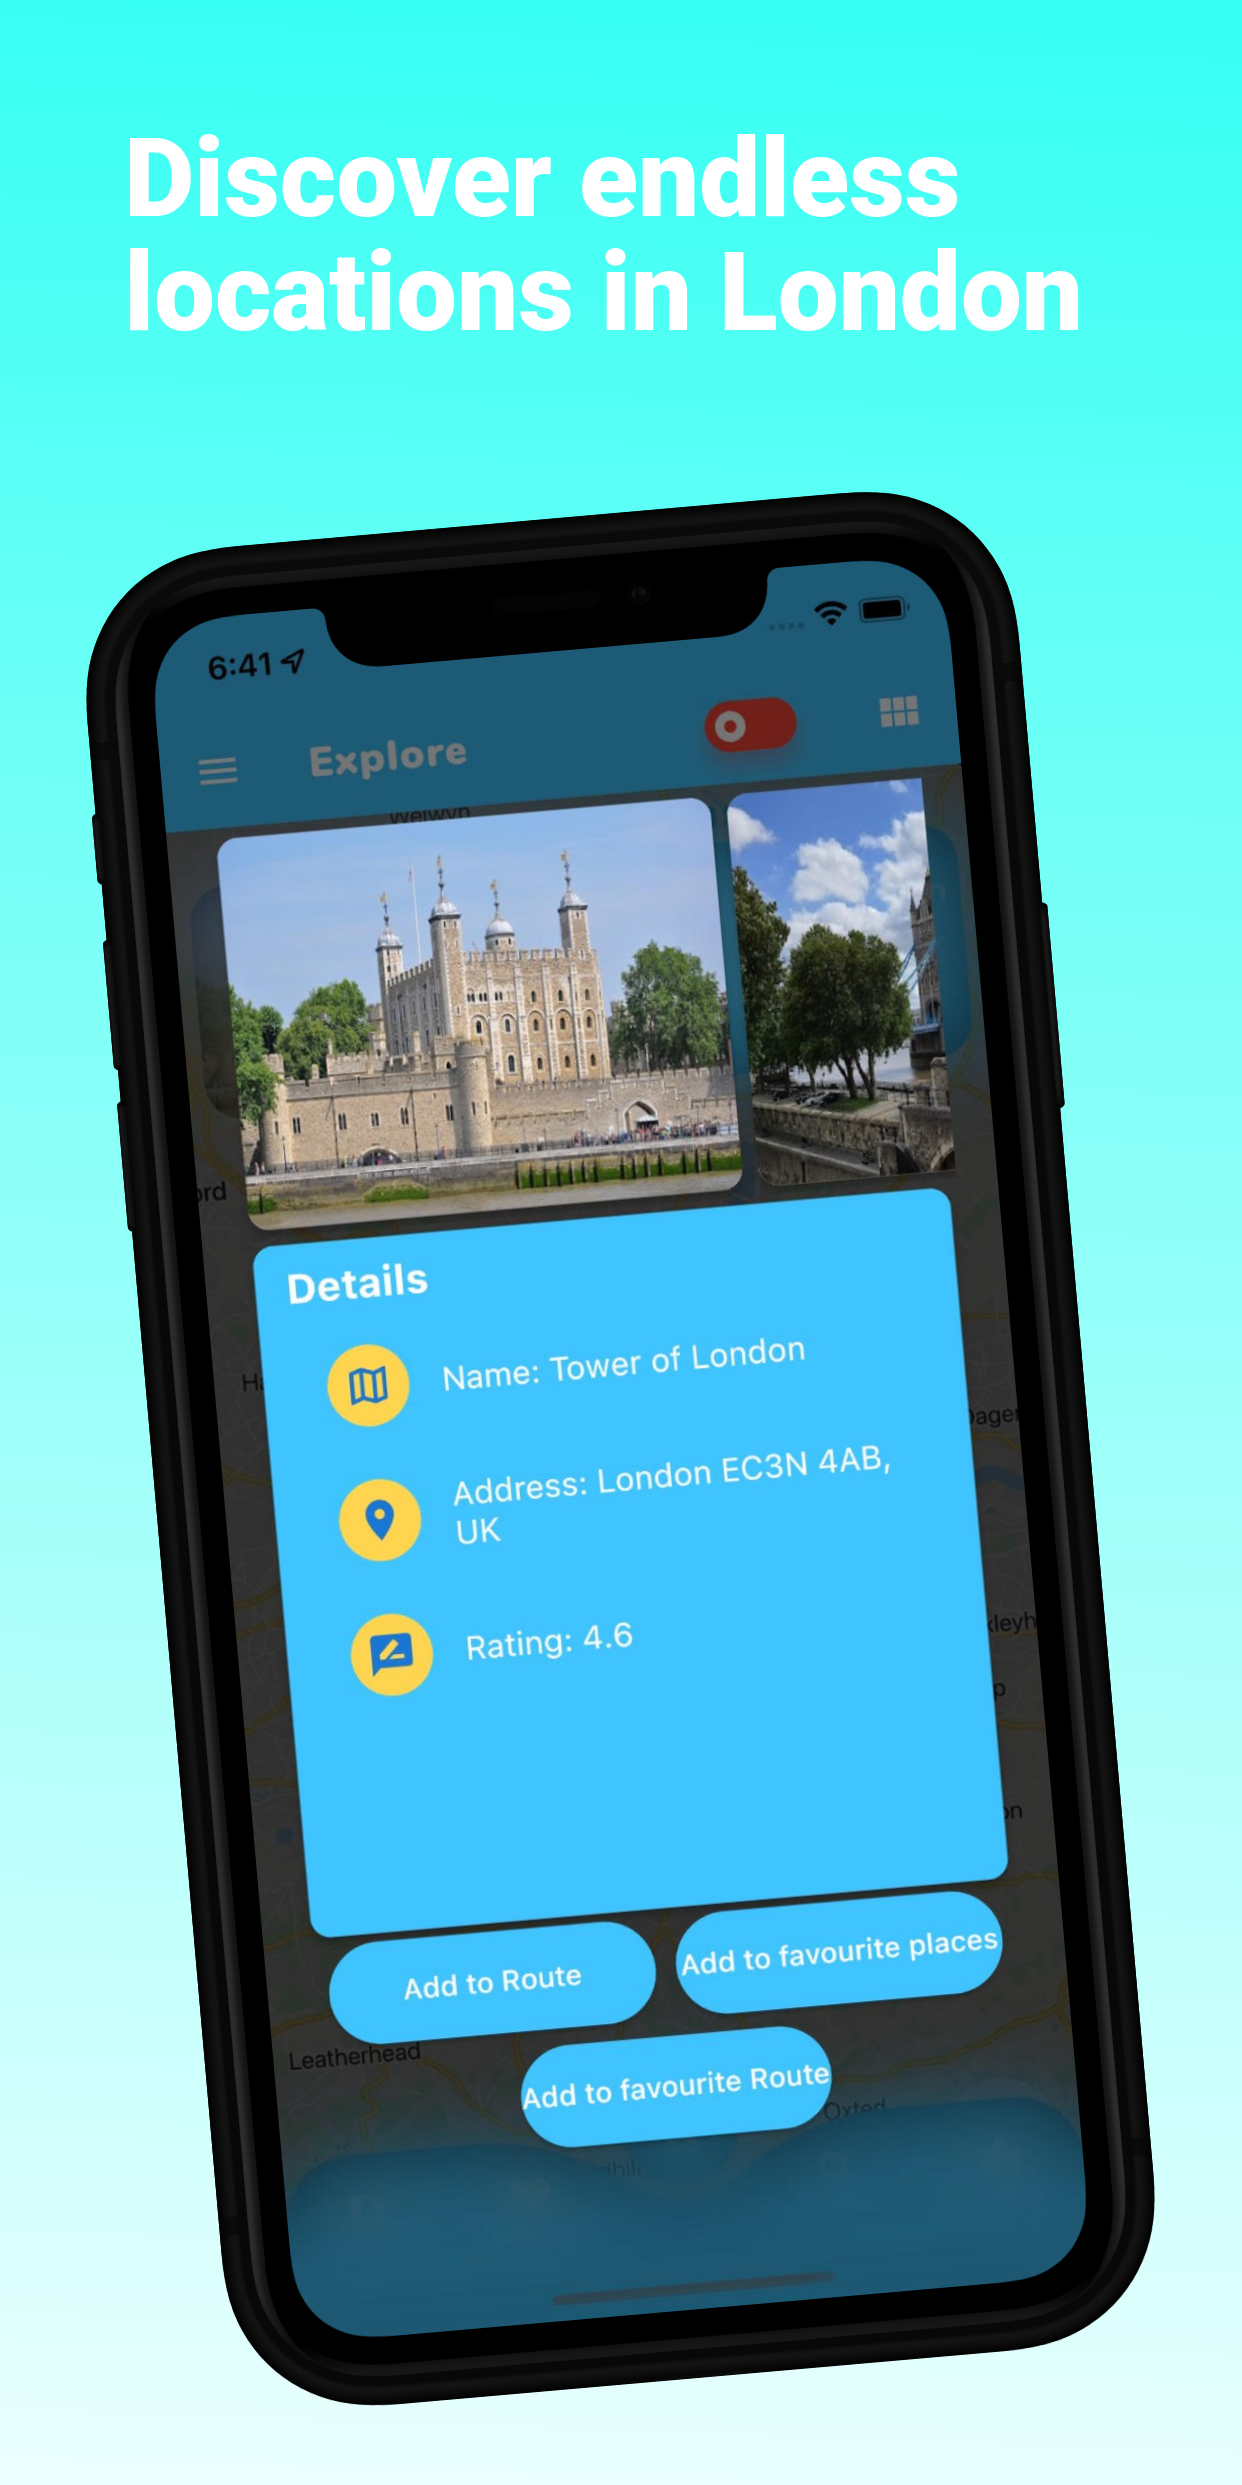 Discover endless
locations in London
6:41
Explore
Welwyn
Details
Name: Tower of London
Address: London EC3N 4AB,
UK
Rating: 4.6
Add to Route
Add to favourite places
Leatherhead
Add to favourite Route
Oxted